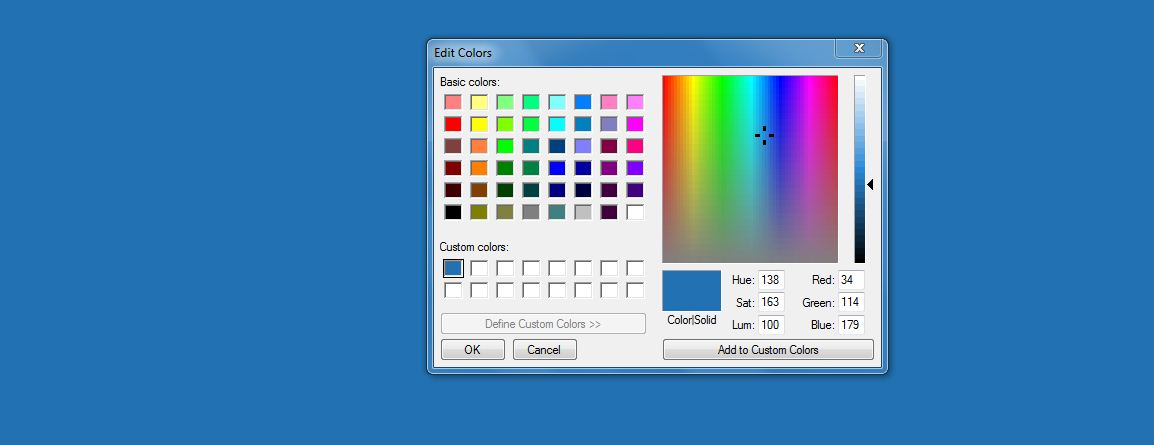 Edit Colors
Basic colors:
Custom colors:
Define Custom Colors >>
OK Cancel
Hue: 138 Red: 34
Sat: 163 Green: 114
Color|Solid
Lum: 100 Blue: 179
Add to Custom Colors